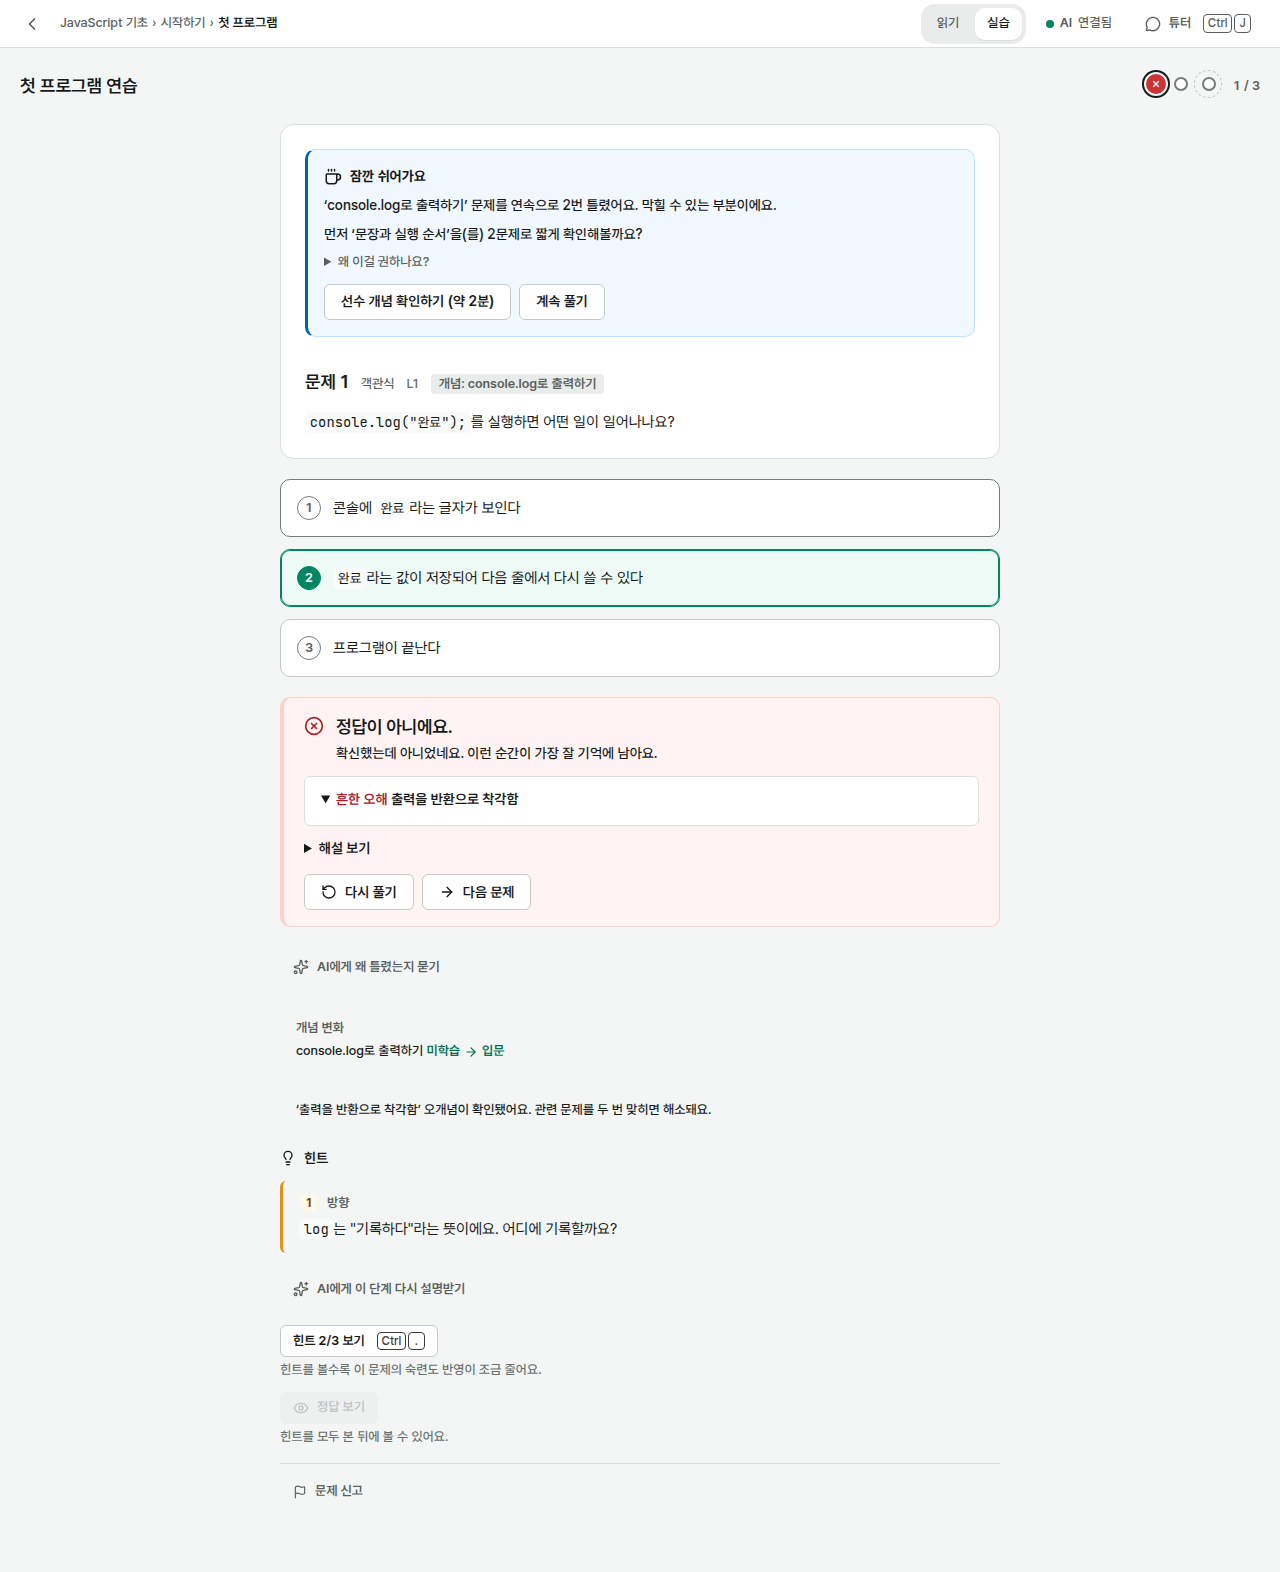 JavaScript 기초 › 시작하기 › 첫 프로그램
읽기 실습 AI 연결됨 튜터 Ctrl J
첫 프로그램 연습
1 / 3
잠깐 쉬어가요
‘console.log로 출력하기’ 문제를 연속으로 2번 틀렸어요. 막힐 수 있는 부분이에요.
먼저 ‘문장과 실행 순서’을(를) 2문제로 짧게 확인해볼까요?
왜 이걸 권하나요?
선수 개념 확인하기 (약 2분) 계속 풀기
문제 1 객관식 L1 개념: console.log로 출력하기
console.log("완료"); 를 실행하면 어떤 일이 일어나나요?
1 콘솔에 완료 라는 글자가 보인다
2 완료 라는 값이 저장되어 다음 줄에서 다시 쓸 수 있다
3 프로그램이 끝난다
정답이 아니에요.
확신했는데 아니었네요. 이런 순간이 가장 잘 기억에 남아요.
흔한 오해 출력을 반환으로 착각함
해설 보기
다시 풀기 다음 문제
AI에게 왜 틀렸는지 묻기
개념 변화
console.log로 출력하기 미학습 → 입문
‘출력을 반환으로 착각함’ 오개념이 확인됐어요. 관련 문제를 두 번 맞히면 해소돼요.
힌트
1 방향
log 는 "기록하다"라는 뜻이에요. 어디에 기록할까요?
AI에게 이 단계 다시 설명받기
힌트 2/3 보기 Ctrl .
힌트를 볼수록 이 문제의 숙련도 반영이 조금 줄어요.
정답 보기
힌트를 모두 본 뒤에 볼 수 있어요.
문제 신고